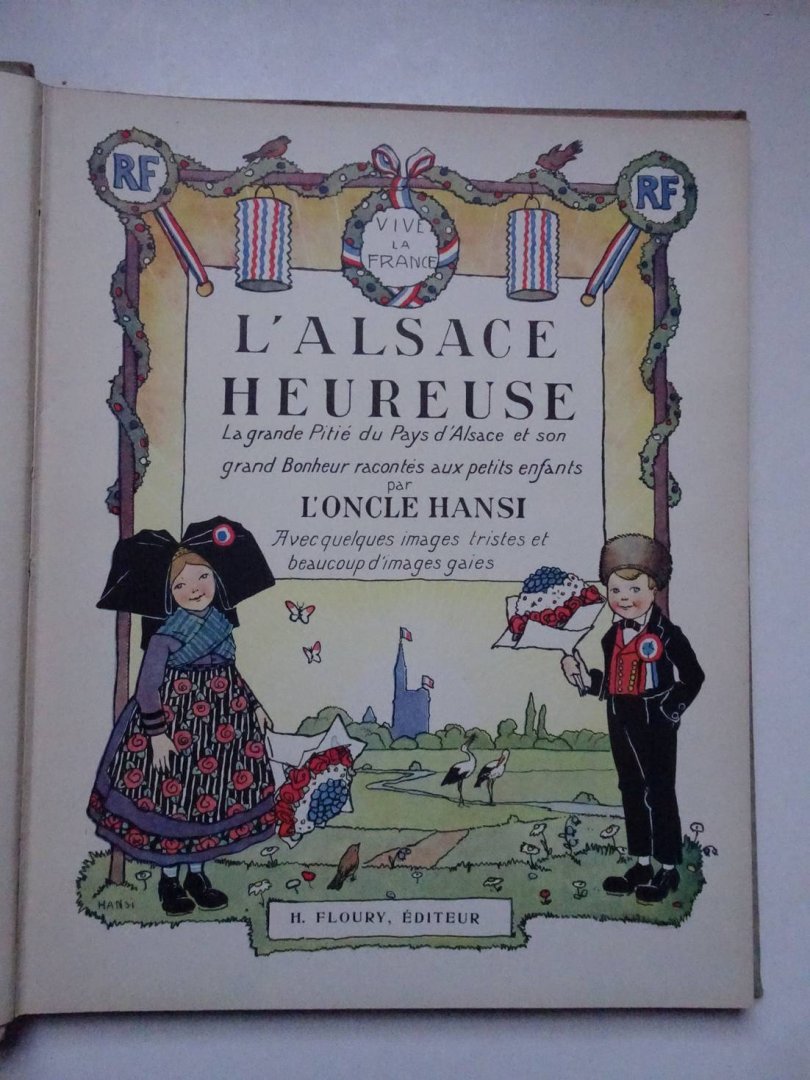 RF
RF
VIVE
LA
FRANCE
L'ALSACE
HEUREUSE
La grande Pitié du Pays d'Alsace et son
grand Bonheur racontés aux petits enfants
par
L'ONCLE HANSI
Avec quelques images tristes et
beaucoup d'images gaies
HANSI
H. FLOURY, ÉDITEUR